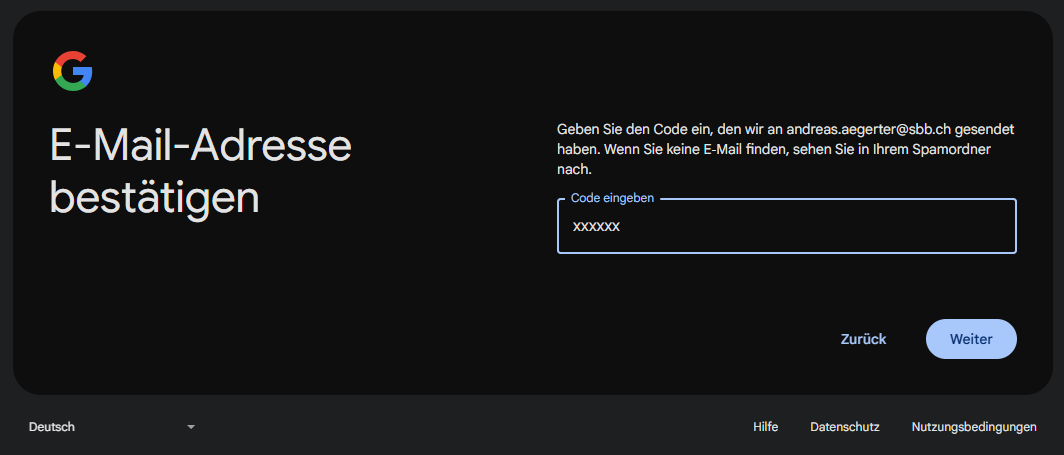 E-Mail-Adresse
bestätigen
Geben Sie den Code ein, den wir an andreas.aegerter@sbb.ch gesendet
haben. Wenn Sie keine E-Mail finden, sehen Sie in Ihrem Spamordner
nach.
Code eingeben
xxxxxx
Zurück
Weiter
Deutsch
Hilfe
Datenschutz
Nutzungsbedingungen